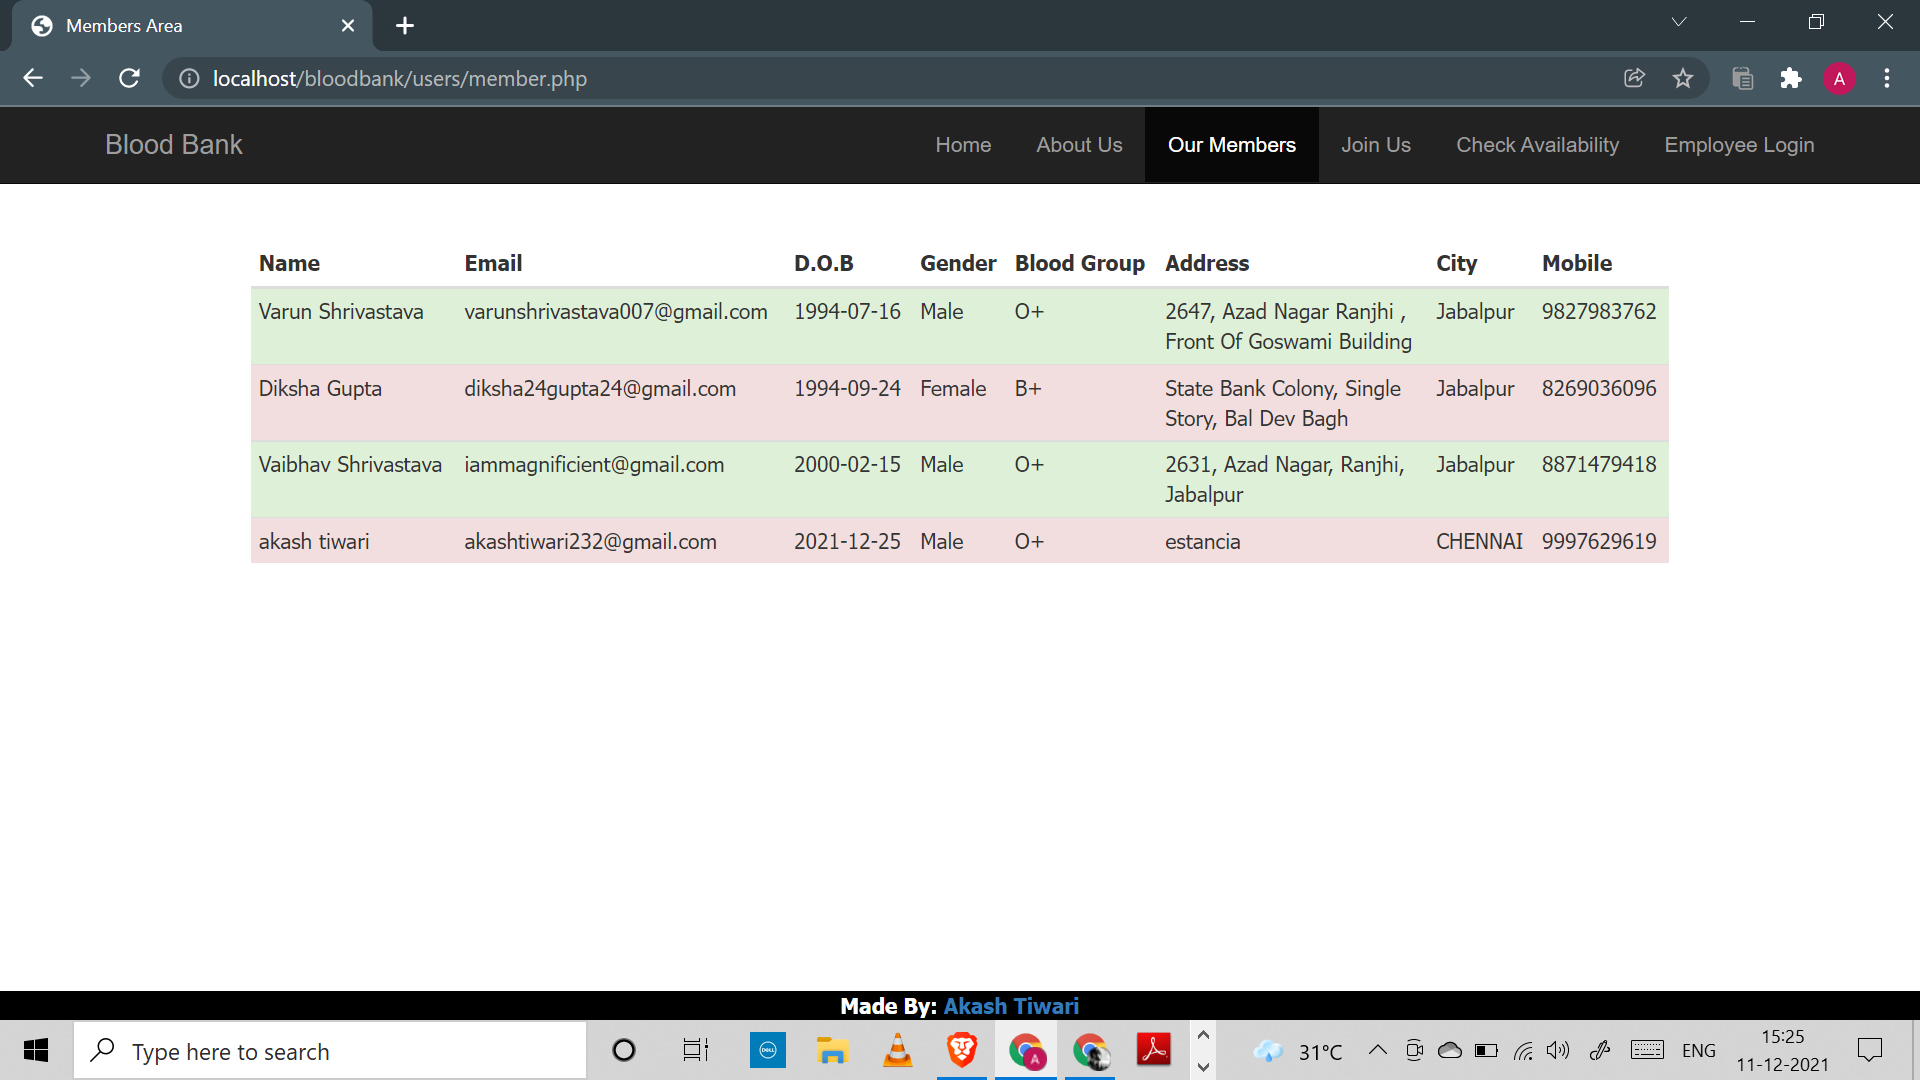 Members Area
localhost/bloodbank/users/member.php
A
Blood Bank Home About Us Our Members Join Us Check Availability Employee Login
Name Email D.O.B Gender Blood Group Address City Mobile
Varun Shrivastava varunshrivastava007@gmail.com 1994-07-16 Male O+ 2647, Azad Nagar Ranjhi , Jabalpur 9827983762
Front Of Goswami Building
Diksha Gupta diksha24gupta24@gmail.com 1994-09-24 Female B+ State Bank Colony, Single Jabalpur 8269036096
Story, Bal Dev Bagh
Vaibhav Shrivastava iammagnificient@gmail.com 2000-02-15 Male O+ 2631, Azad Nagar, Ranjhi, Jabalpur 8871479418
Jabalpur
akash tiwari akashtiwari232@gmail.com 2021-12-25 Male O+ estancia CHENNAI 9997629619
Made By: Akash Tiwari
Type here to search
DELL
A
31°C
ENG
15:25
11-12-2021